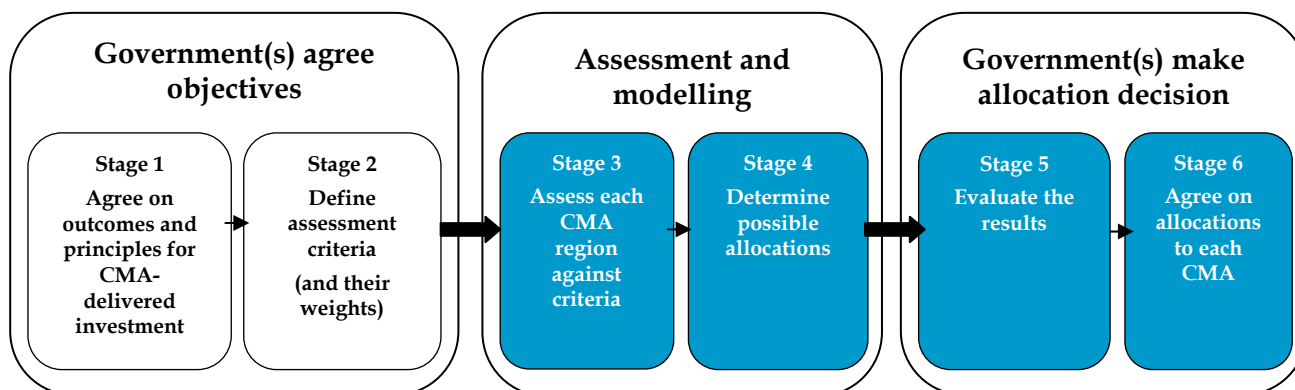 Government(s) agree
objectives
Stage 1
Agree on
outcomes and
principles for
CMA-
delivered
investment
Stage 2
Define
assessment
criteria
(and their
weights)
Assessment and
modelling
Stage 3
Assess each
CMA
region
against
criteria
Stage 4
Determine
possible
allocations
Government(s) make
allocation decision
Stage 5
Evaluate the
results
Stage 6
Agree on
allocations
to each
CMA